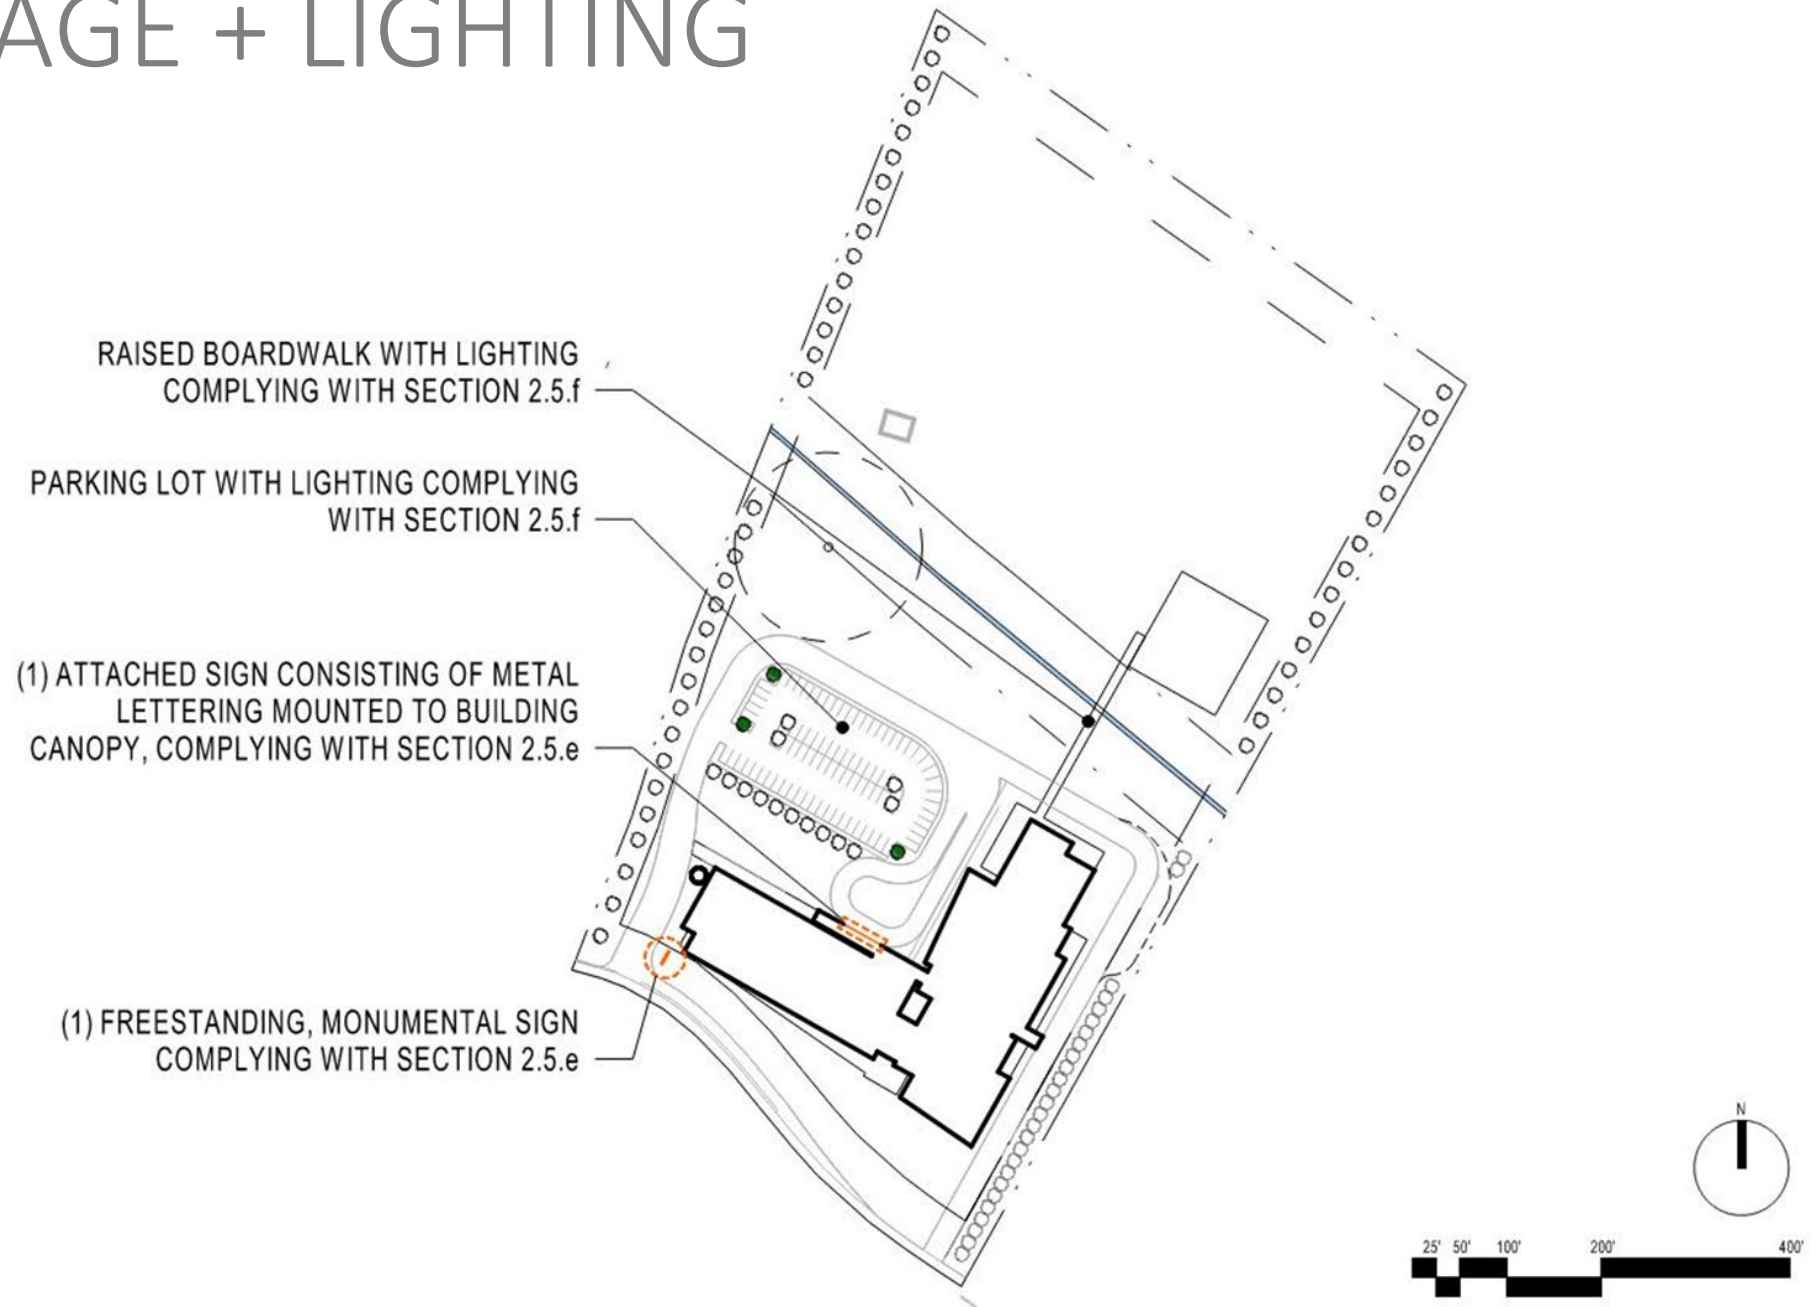 AGE + LIGHTING
RAISED BOARDWALK WITH LIGHTING
COMPLYING WITH SECTION 2.5.f
PARKING LOT WITH LIGHTING COMPLYING
WITH SECTION 2.5.f
(1) ATTACHED SIGN CONSISTING OF METAL
LETTERING MOUNTED TO BUILDING
CANOPY, COMPLYING WITH SECTION 2.5.e
(1) FREESTANDING, MONUMENTAL SIGN
COMPLYING WITH SECTION 2.5.e
N
25' 50' 100' 200' 400'